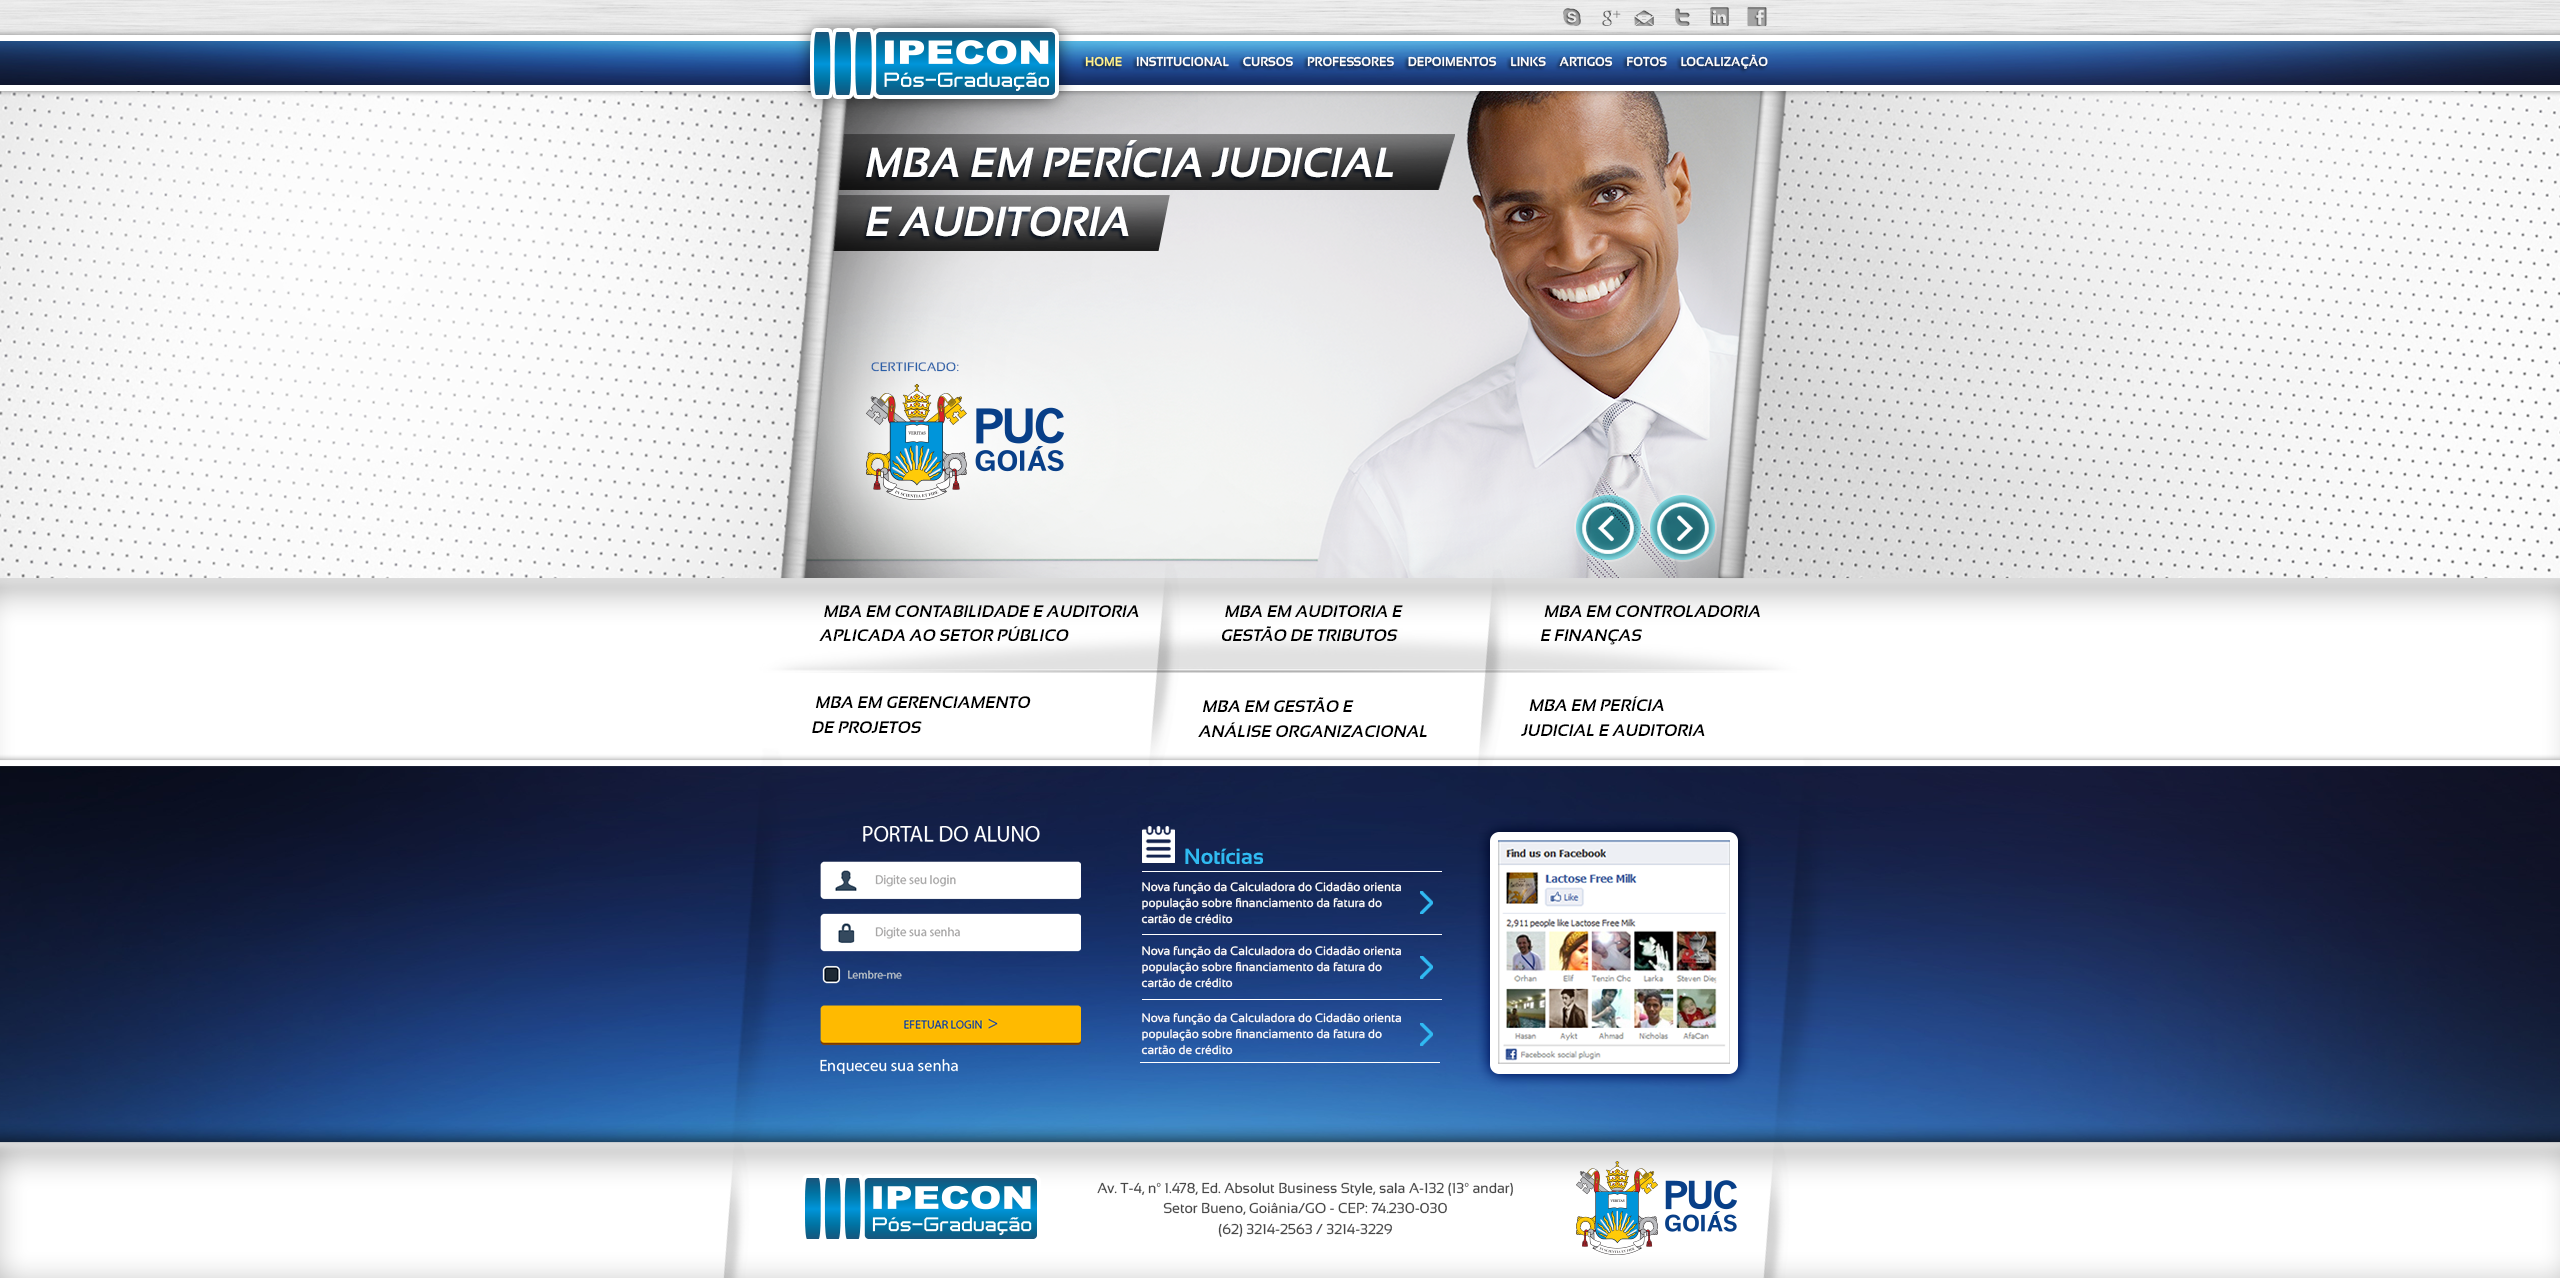 IPECON
Pós-Graduação
HOME INSTITUCIONAL CURSOS PROFESSORES DEPOIMENTOS LINKS ARTIGOS FOTOS LOCALIZAÇÃO
MBA EM PERÍCIA JUDICIAL
E AUDITORIA
CERTIFICADO:
VERITAS
PUC
GOIÁS
MBA EM CONTABILIDADE E AUDITORIA
APLICADA AO SETOR PÚBLICO
MBA EM AUDITORIA E
GESTÃO DE TRIBUTOS
MBA EM CONTROLADORIA
E FINANÇAS
MBA EM GERENCIAMENTO
DE PROJETOS
MBA EM GESTÃO E
ANÁLISE ORGANIZACIONAL
MBA EM PERÍCIA
JUDICIAL E AUDITORIA
PORTAL DO ALUNO
Digite seu login
Digite sua senha
Lembre-me
EFETUAR LOGIN >
Enqueceu sua senha
Notícias
Nova função da Calculadora do Cidadão orienta
população sobre financiamento da fatura do
cartão de crédito
Nova função da Calculadora do Cidadão orienta
população sobre financiamento da fatura do
cartão de crédito
Nova função da Calculadora do Cidadão orienta
população sobre financiamento da fatura do
cartão de crédito
Find us on Facebook
Lactose Free Milk
Like
2,911 people like Lactose Free Milk
Orhan Elif Tenzin Cho Larka Steven Dieg
Hasan Aykt Ahmad Nicholas AfaCan
Facebook social plugin
IPECON
Pós-Graduação
Av. T-4, n° 1.478, Ed. Absolut Business Style, sala A-132 (13° andar)
Setor Bueno, Goiânia/GO - CEP: 74.230-030
(62) 3214-2563 / 3214-3229
PUC
GOIÁS